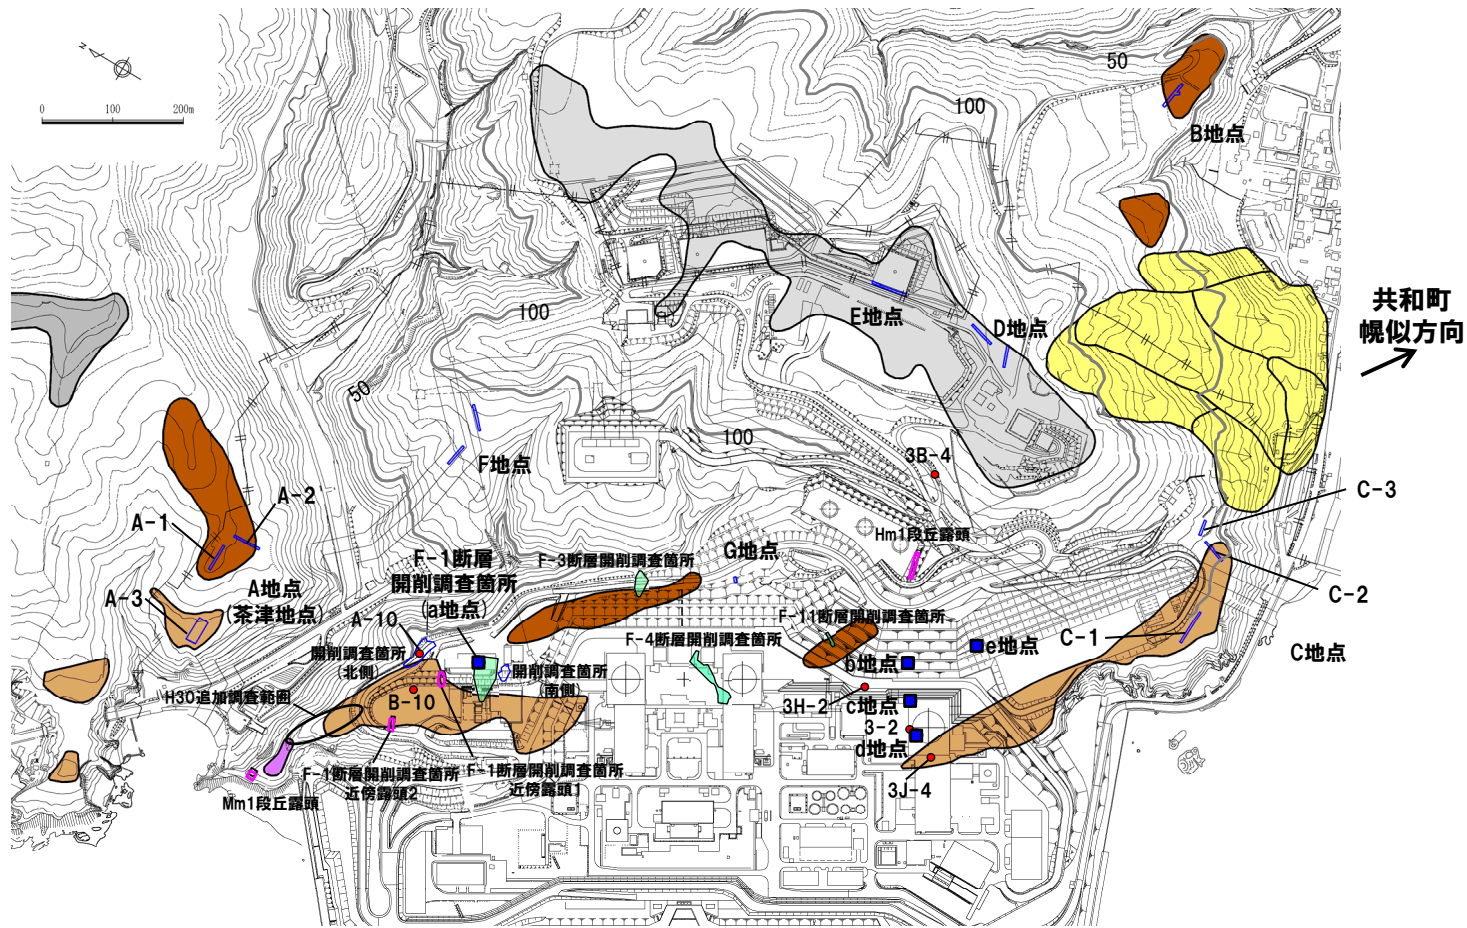 N
0
100
200m
50
100
B地点
共和町
幌似方向
E地点
D地点
100
50
100
F地点
3B-4
C-3
A-2
A-1
Hm1段丘露頭
G地点
F-1断層
開削調査箇所
(a地点)
F-3断層開削調査箇所
A地点
(茶津地点)
A-3
C-2
A-10
F-11断層開削調査箇所
F-4断層開削調査箇所
C-1
e地点
C地点
開削調査箇所
(北側)
b地点
開削調査箇所
(南側)
H30追加調査範囲
B-10
3H-2
c地点
3-2
d地点
F-1断層開削調査箇所
近傍露頭2
F-1断層開削調査箇所
近傍露頭1
3J-4
Mm1段丘露頭